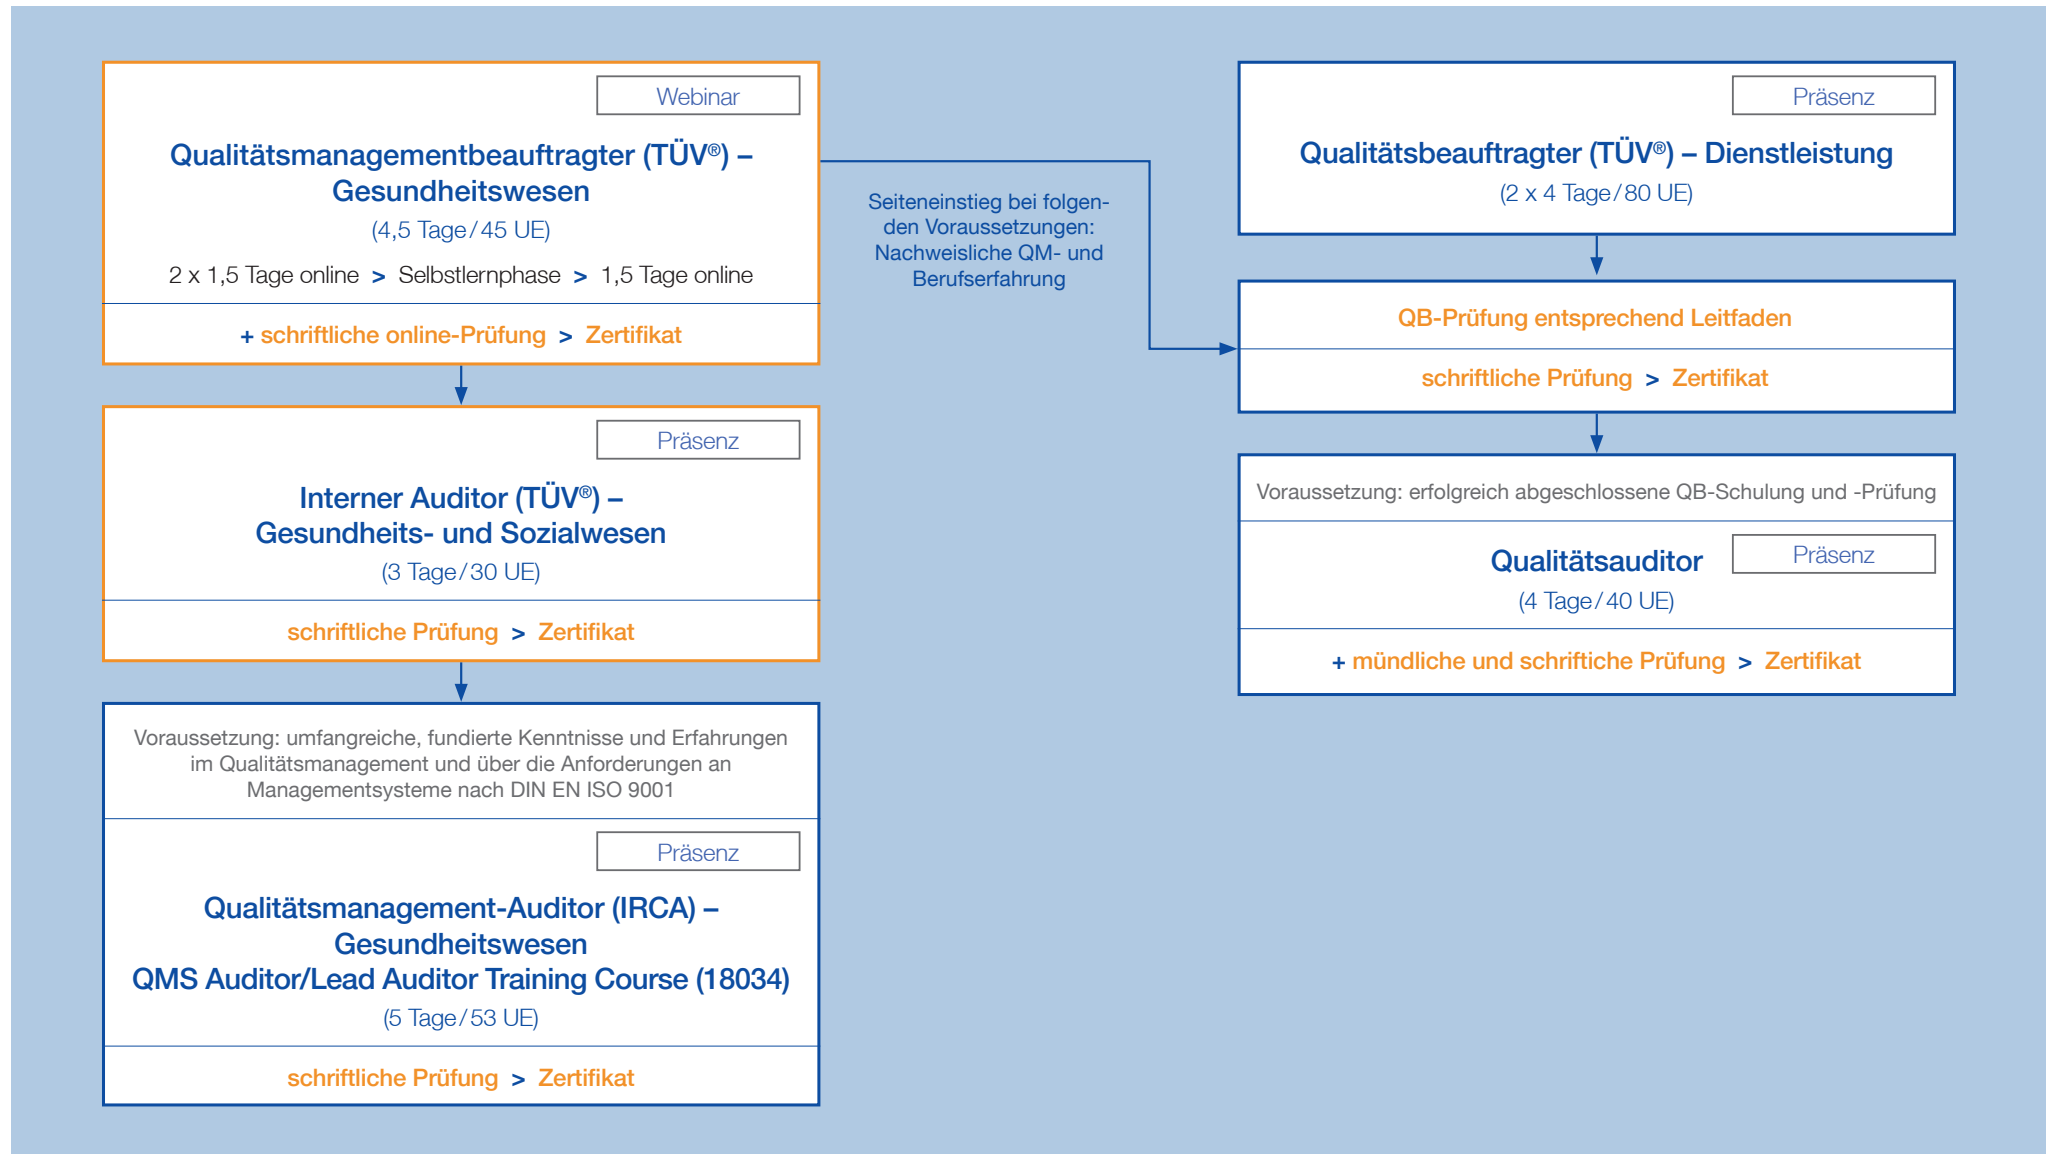 Webinar
Qualitätsmanagementbeauftragter (TÜV®) –
Gesundheitswesen
(4,5 Tage/45 UE)
2 x 1,5 Tage online > Selbstlernphase > 1,5 Tage online
+ schriftliche online-Prüfung > Zertifikat
Präsenz
Interner Auditor (TÜV®) –
Gesundheits- und Sozialwesen
(3 Tage/30 UE)
schriftliche Prüfung > Zertifikat
Voraussetzung: umfangreiche, fundierte Kenntnisse und Erfahrungen
im Qualitätsmanagement und über die Anforderungen an
Managementsysteme nach DIN EN ISO 9001
Präsenz
Qualitätsmanagement-Auditor (IRCA) –
Gesundheitswesen
QMS Auditor/Lead Auditor Training Course (18034)
(5 Tage/53 UE)
schriftliche Prüfung > Zertifikat
Seiteneinstieg bei folgen-
den Voraussetzungen:
Nachweisliche QM- und
Berufserfahrung
Präsenz
Qualitätsbeauftragter (TÜV®) – Dienstleistung
(2 x 4 Tage/80 UE)
QB-Prüfung entsprechend Leitfaden
schriftliche Prüfung > Zertifikat
Voraussetzung: erfolgreich abgeschlossene QB-Schulung und -Prüfung
Qualitätsauditor
Präsenz
(4 Tage/40 UE)
+ mündliche und schriftiche Prüfung > Zertifikat